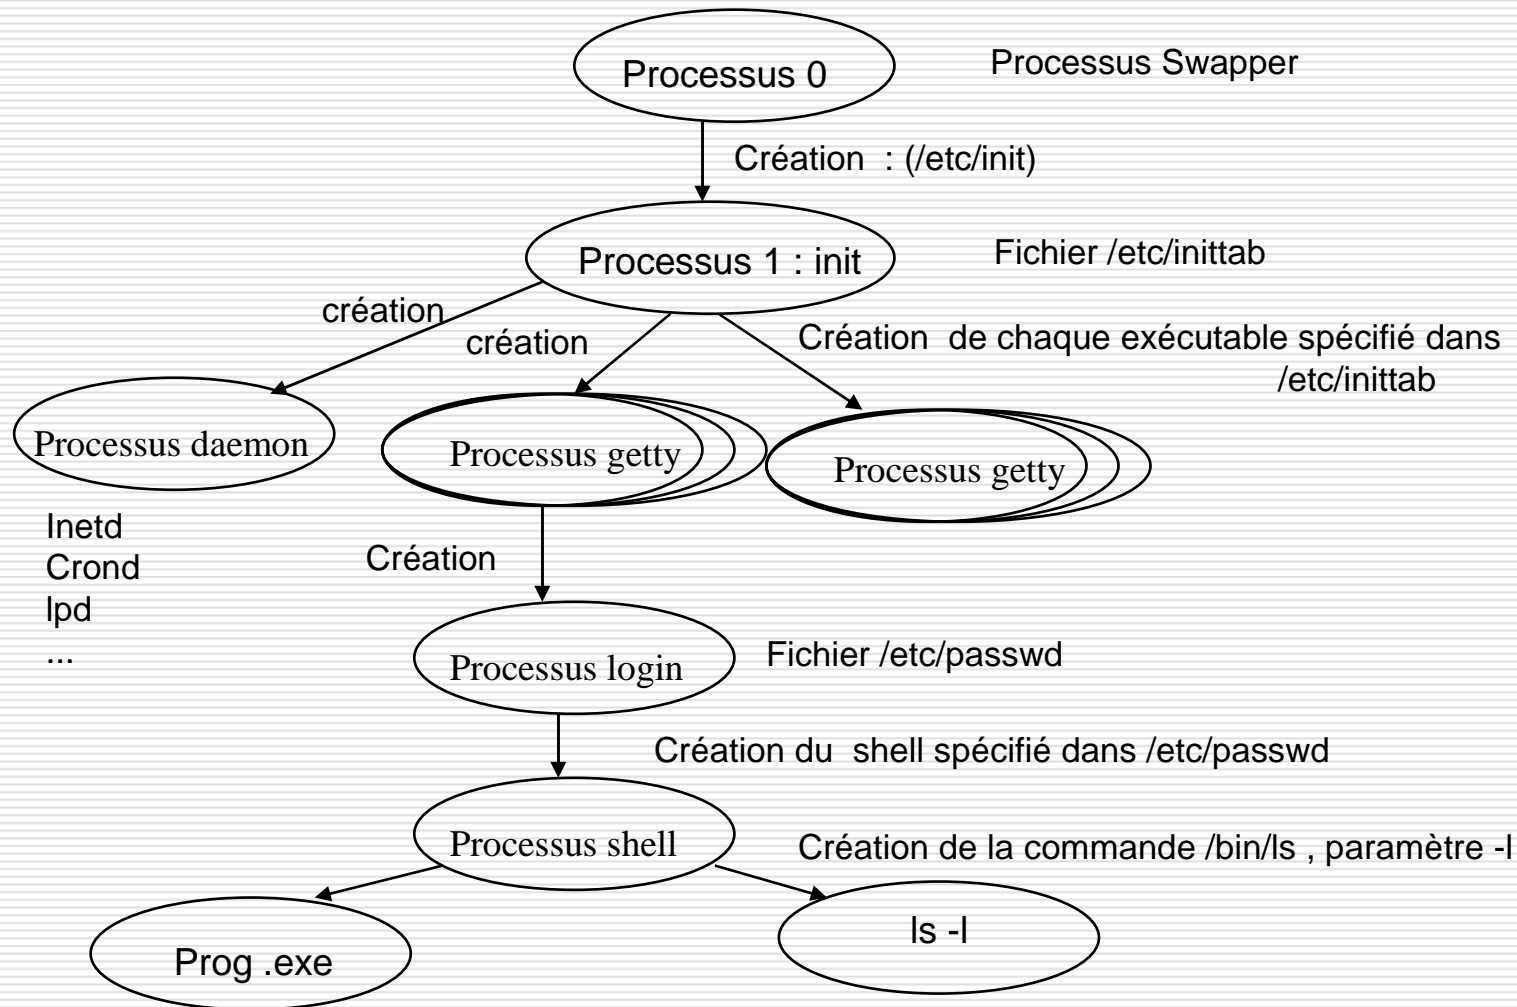 Processus 0
Processus Swapper
Création : (/etc/init)
Processus 1 : init
Fichier /etc/inittab
création
création
Création de chaque exécutable spécifié dans
/etc/inittab
Processus daemon
Processus getty
Processus getty
Inetd
Crond
lpd
...
Création
Processus login
Fichier /etc/passwd
Création du shell spécifié dans /etc/passwd
Processus shell
Création de la commande /bin/ls , paramètre -l
Prog .exe
ls -l